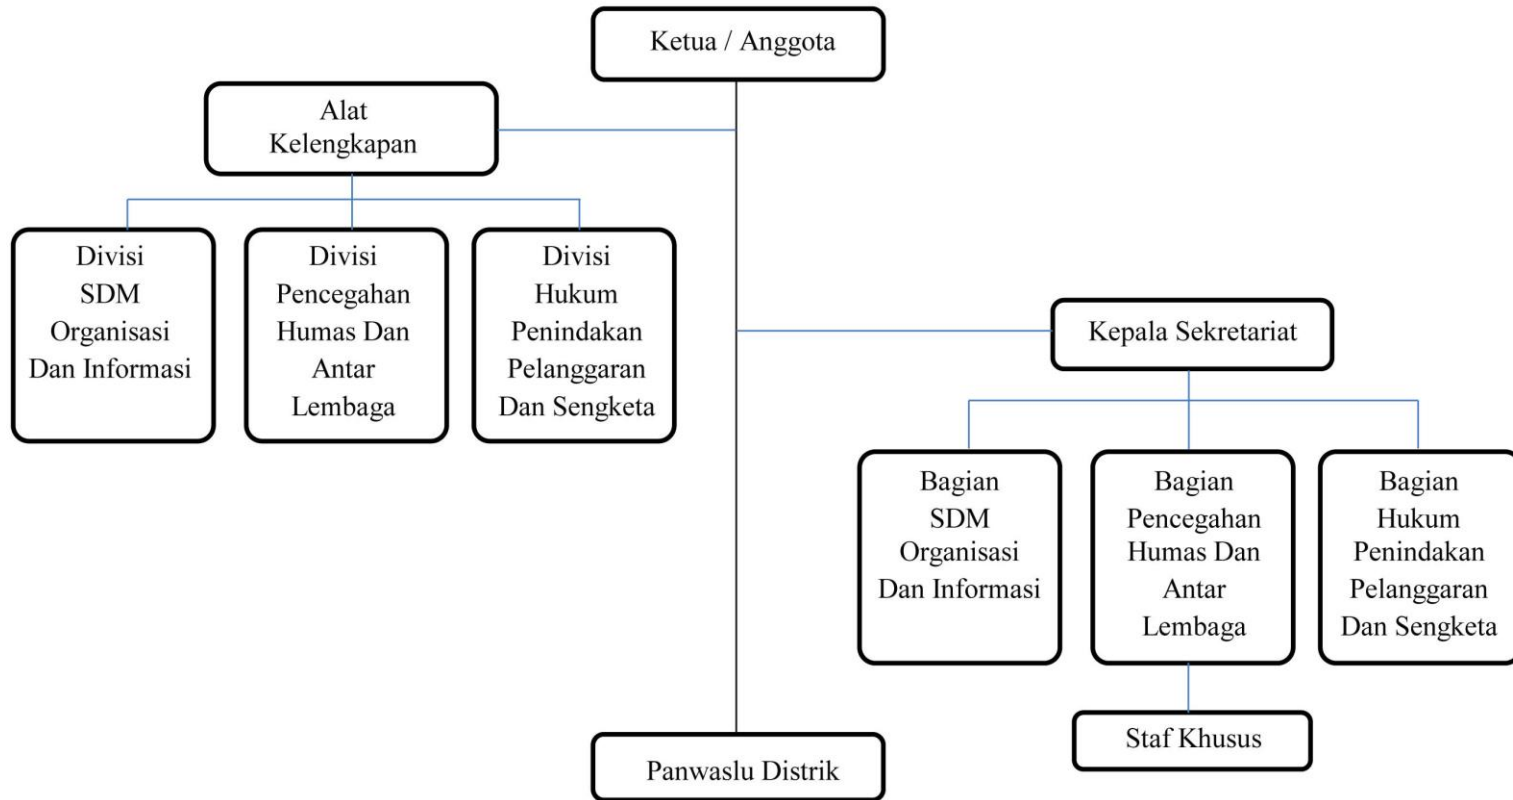 Ketua / Anggota
Alat
Kelengkapan
Divisi
SDM
Organisasi
Dan Informasi
Divisi
Pencegahan
Humas Dan
Antar
Lembaga
Divisi
Hukum
Penindakan
Pelanggaran
Dan Sengketa
Kepala Sekretariat
Bagian
SDM
Organisasi
Dan Informasi
Bagian
Pencegahan
Humas Dan
Antar
Lembaga
Bagian
Hukum
Penindakan
Pelanggaran
Dan Sengketa
Staf Khusus
Panwaslu Distrik